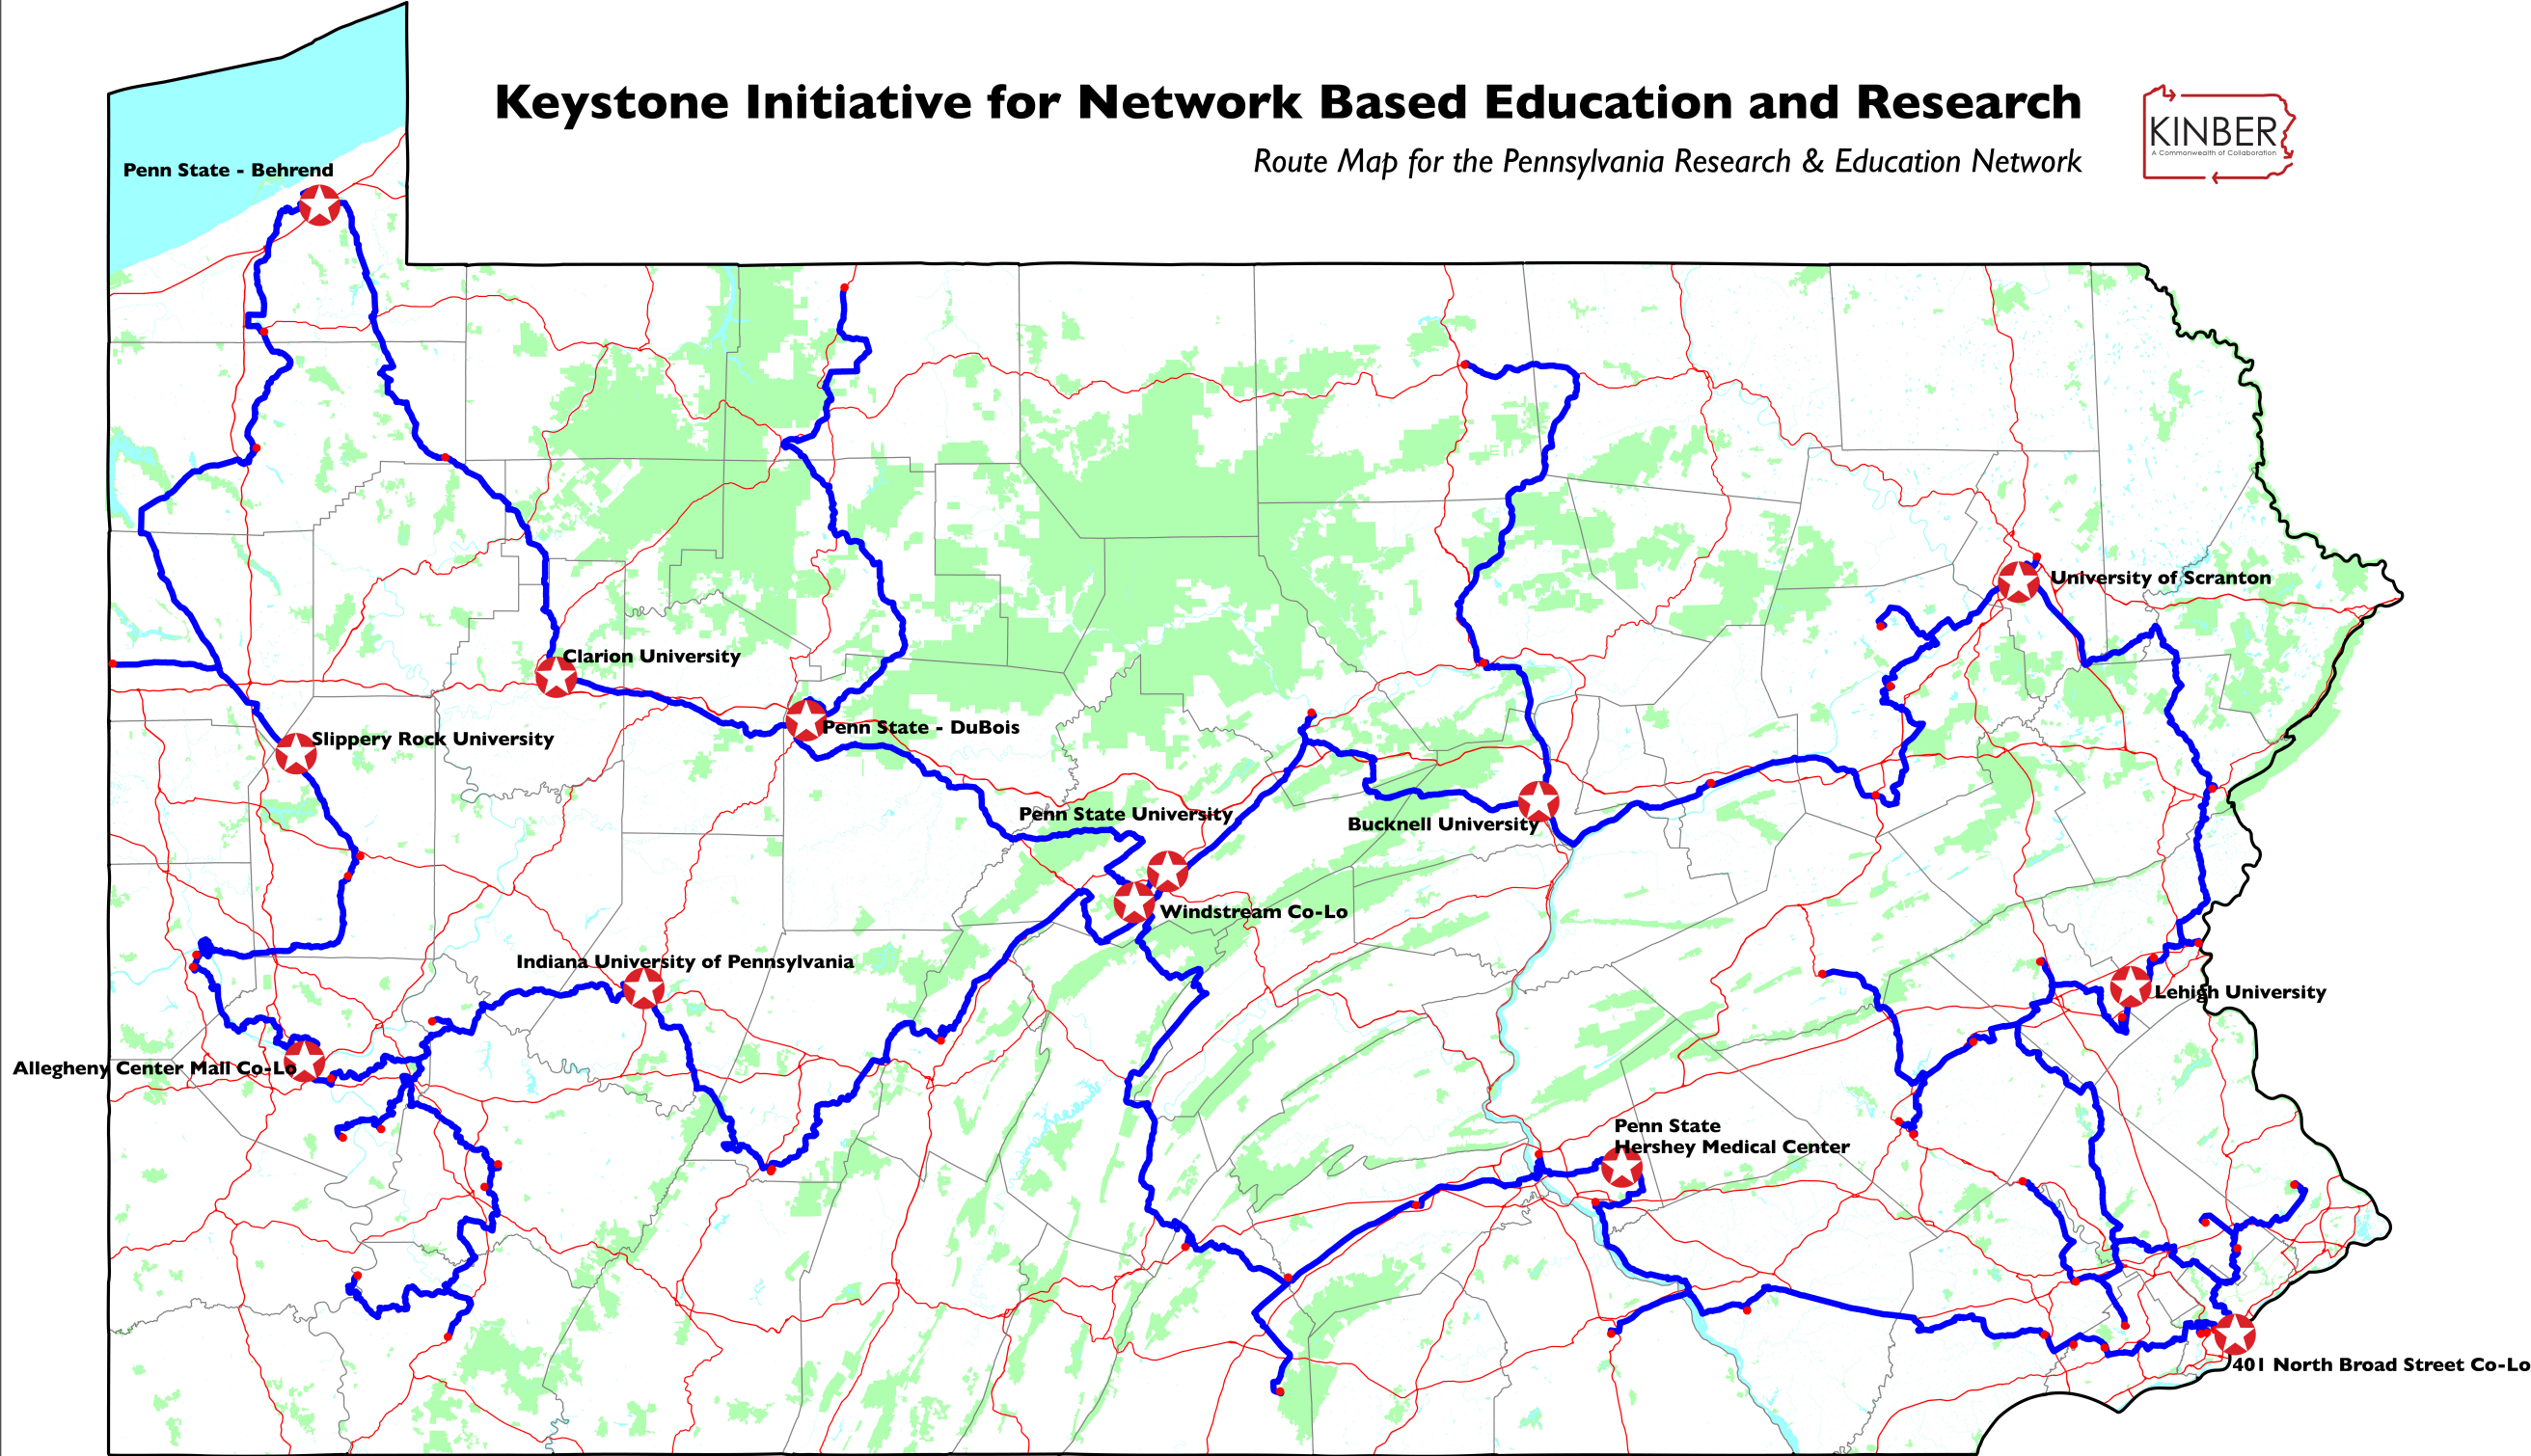 Keystone Initiative for Network Based Education and Research
Route Map for the Pennsylvania Research & Education Network
KINBER
A Commonwealth of Collaboration
Penn State - Behrend
University of Scranton
Clarion University
Penn State - DuBois
Slippery Rock University
Penn State University
Bucknell University
Windstream Co-Lo
Indiana University of Pennsylvania
Lehigh University
Allegheny Center Mall Co-Lo
Penn State
Hershey Medical Center
401 North Broad Street Co-Lo